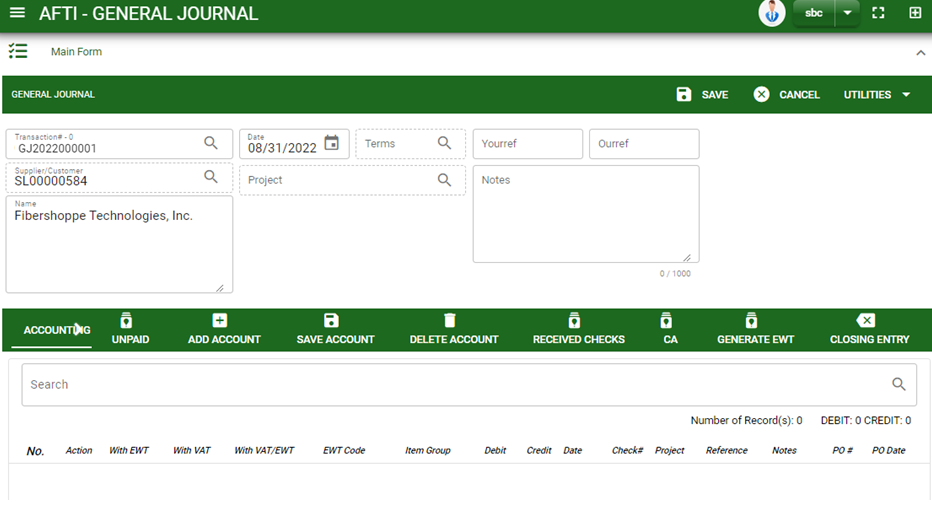 AFTI - GENERAL JOURNAL
sbc
Main Form
GENERAL JOURNAL
SAVE
CANCEL
UTILITIES
Transaction# - 0
GJ2022000001
Date
08/31/2022
Terms
Yourref
Ourref
Supplier/Customer
SL00000584
Project
Notes
Name
Fibershoppe Technologies, Inc.
0 / 1000
ACCOUNTING
UNPAID
ADD ACCOUNT
SAVE ACCOUNT
DELETE ACCOUNT
RECEIVED CHECKS
CA
GENERATE EWT
CLOSING ENTRY
Search
Number of Record(s): 0 DEBIT: 0 CREDIT: 0
No. Action With EWT With VAT With VAT/EWT EWT Code Item Group Debit Credit Date Check# Project Reference Notes PO # PO Date